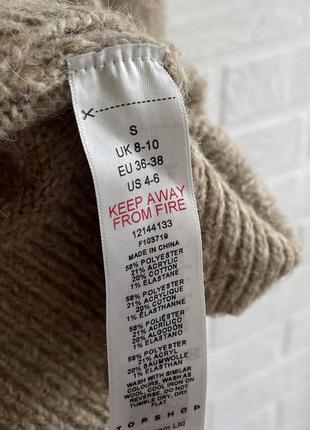 S
UK 8-10
EU 36-38
US 4-6
KEEP AWAY
FROM FIRE
12144133
F103719
MADE IN CHINA
58% POLYESTER
21% ACRYLIC
20% COTTON
1% ELASTANE
58% POLYESTER
21% ACRYLIQUE
20% COTON
1% ÉLASTHANNE
58% POLIÉSTER
21% ACRÍLICO
20% ALGODÓN
1% ELASTANO
58% POLYESTER
21% ACRYL
20% BAUMWOLLE
1% ELASTHAN
WASH WITH SIMILAR
COLOURS, WASH AS
WOOL, COOL IRON ON
REVERSE, DO NOT
TUMBLE DRY, DRY
FLAT
TOPSHOP
Ltd